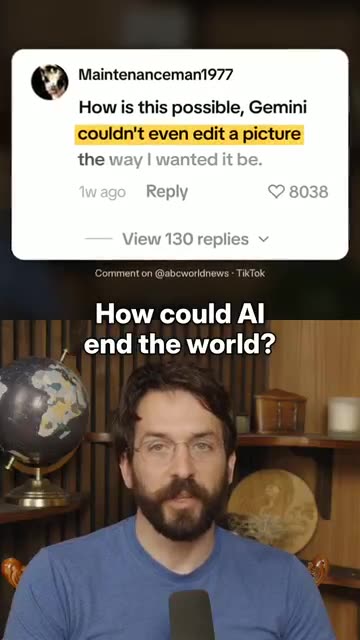 Maintenanceman1977
How is this possible, Gemini
couldn't even edit a picture
the way I wanted it be.
1w ago Reply 8038
View 130 replies
Comment on @abcworldnews · TikTok
How could AI
end the world?